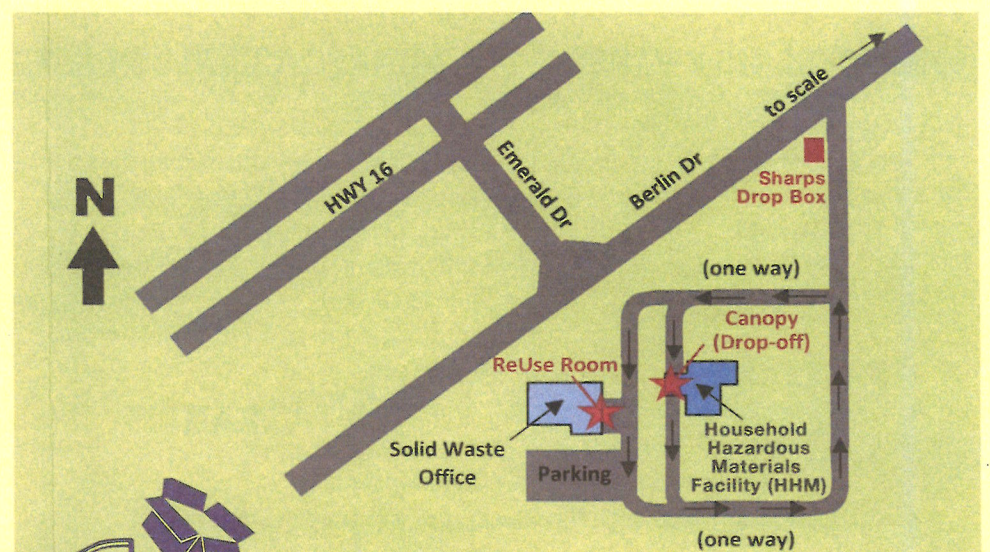 N
HWY 16
Emerald Dr
Berlin Dr
to scale
Sharps
Drop Box
(one way)
Canopy
(Drop-off)
ReUse Room
Solid Waste
Office
Parking
Household
Hazardous
Materials
Facility (HHM)
(one way)